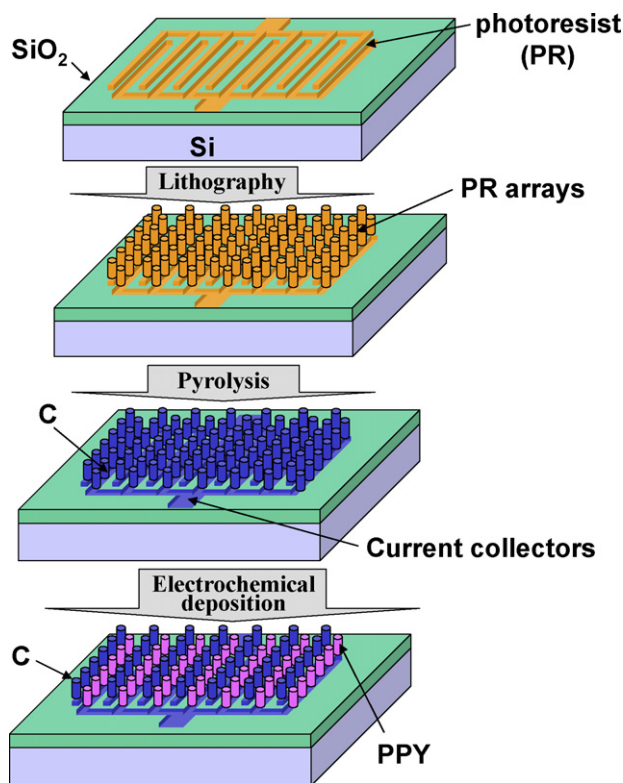 photoresist
(PR)
SiO₂
Si
Lithography
PR arrays
Pyrolysis
C
Current collectors
Electrochemical
deposition
C
PPY